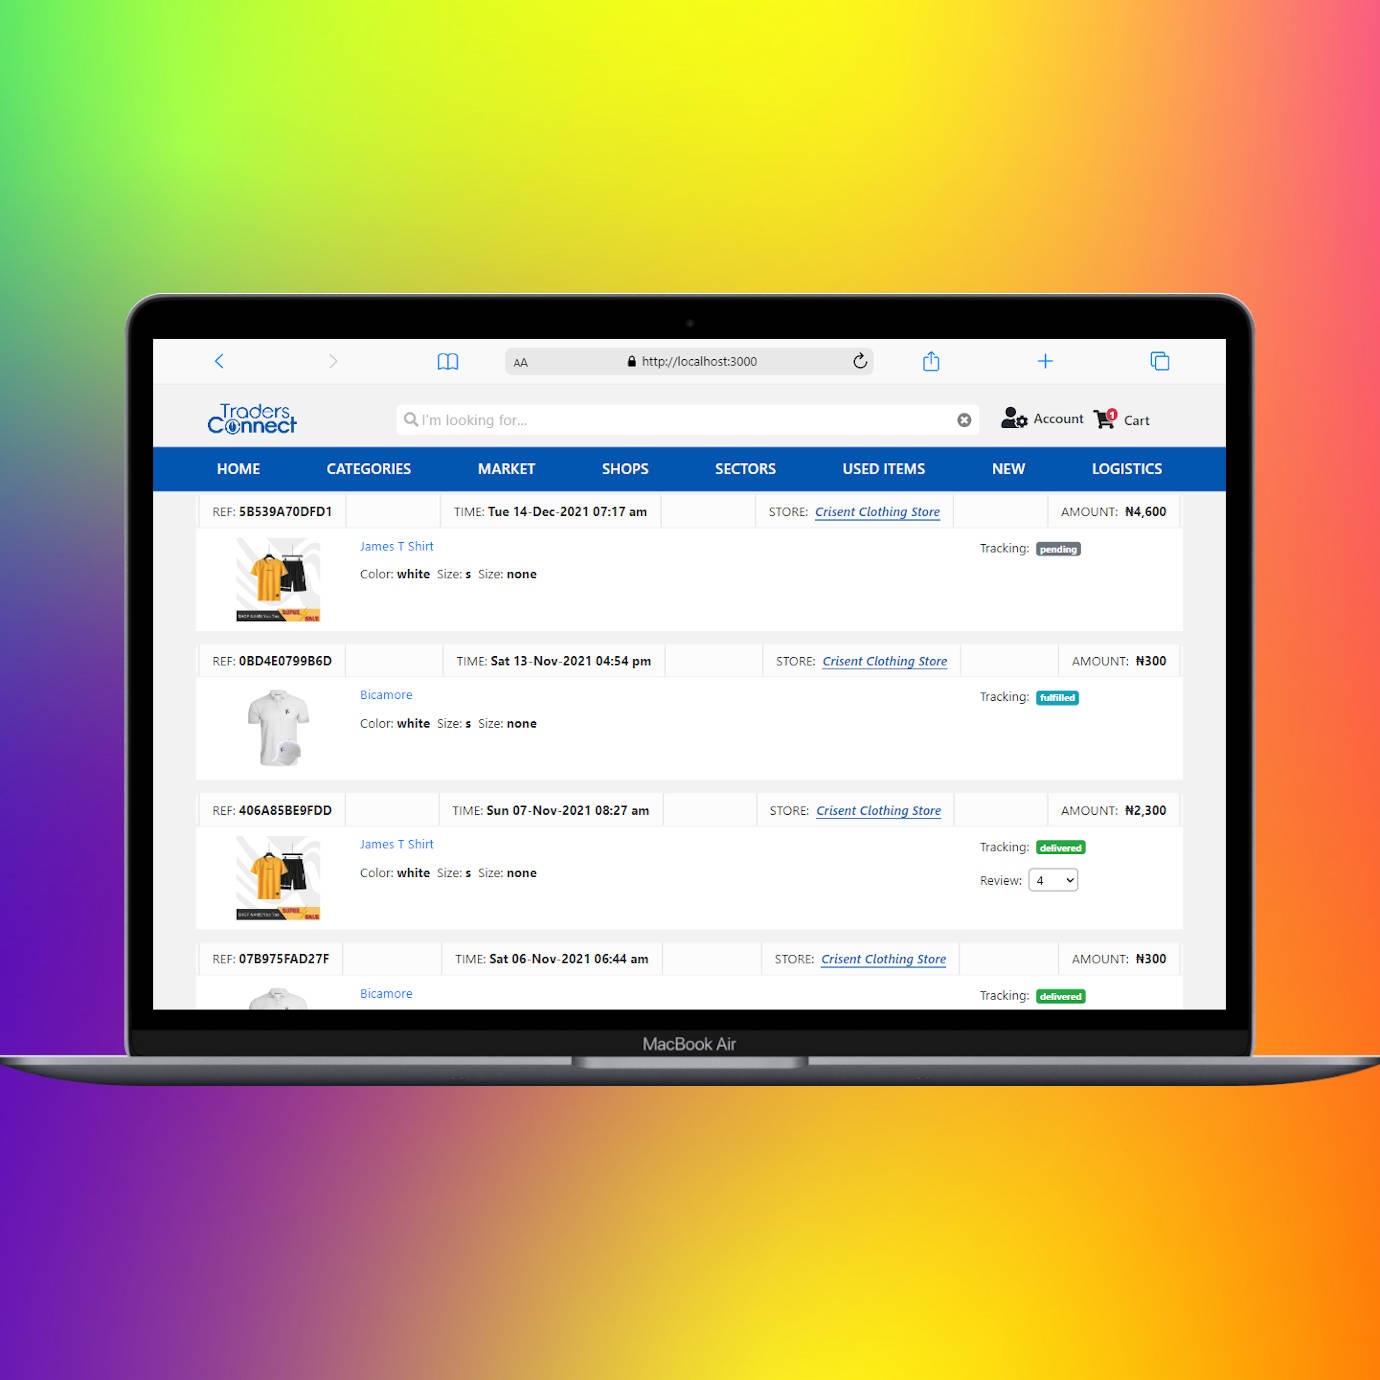 AA http://localhost:3000
Traders
Connect
I'm looking for...
Account
1
Cart
HOME CATEGORIES MARKET SHOPS SECTORS USED ITEMS NEW LOGISTICS
REF: 5B539A70DFD1 TIME: Tue 14-Dec-2021 07:17 am STORE: Crisent Clothing Store AMOUNT: ₦4,600
James T Shirt
Tracking: pending
Color: white Size: s Size: none
REF: 0BD4E0799B6D TIME: Sat 13-Nov-2021 04:54 pm STORE: Crisent Clothing Store AMOUNT: ₦300
Bicamore
Tracking: fulfilled
Color: white Size: s Size: none
REF: 406A85BE9FDD TIME: Sun 07-Nov-2021 08:27 am STORE: Crisent Clothing Store AMOUNT: ₦2,300
James T Shirt
Tracking: delivered
Color: white Size: s Size: none
Review: 4
REF: 07B975FAD27F TIME: Sat 06-Nov-2021 06:44 am STORE: Crisent Clothing Store AMOUNT: ₦300
Bicamore
Tracking: delivered
MacBook Air